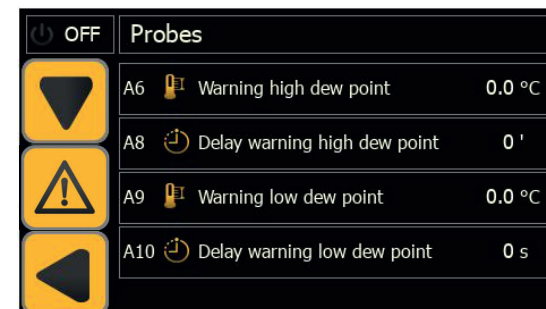 OFF Probes
A6 Warning high dew point 0.0 °C
A8 Delay warning high dew point 0 '
A9 Warning low dew point 0.0 °C
A10 Delay warning low dew point 0 s